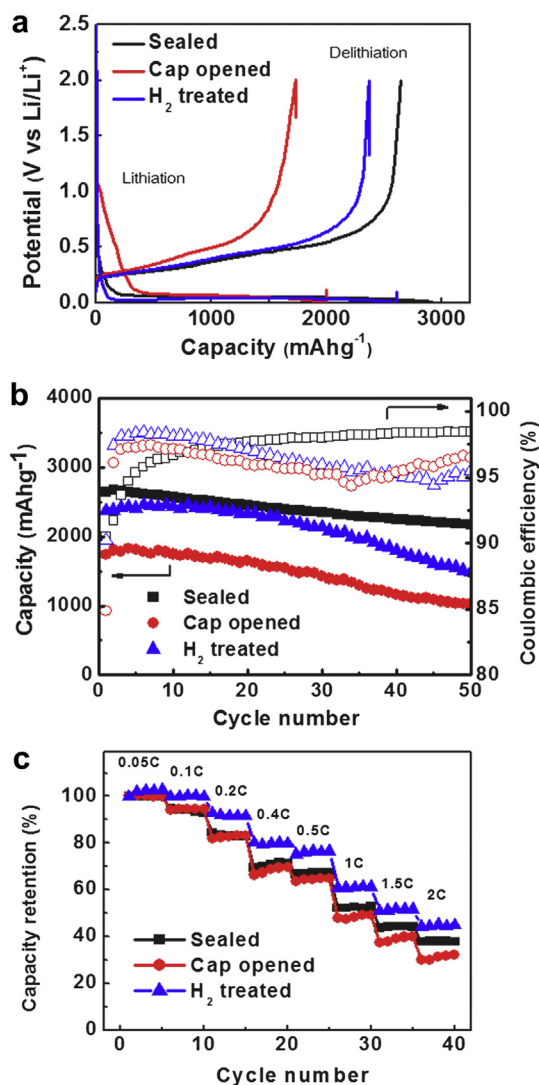 a
Sealed
Cap opened
H2 treated
Delithiation
Lithiation
Potential (V vs Li/Li+)
2.5
2.0
1.5
1.0
0.5
0.0
0
1000
2000
3000
Capacity (mAhg-1)
b
4000
3500
3000
2000
1000
0
Capacity (mAhg-1)
100
95
90
85
80
Coulombic efficiency (%)
Sealed
Cap opened
H2 treated
0
10
20
30
40
50
Cycle number
c
0.05C
0.1C
0.2C
0.4C
0.5C
1C
1.5C
2C
120
100
80
60
40
20
0
Capacity retention (%)
Sealed
Cap opened
H2 treated
0
10
20
30
40
Cycle number